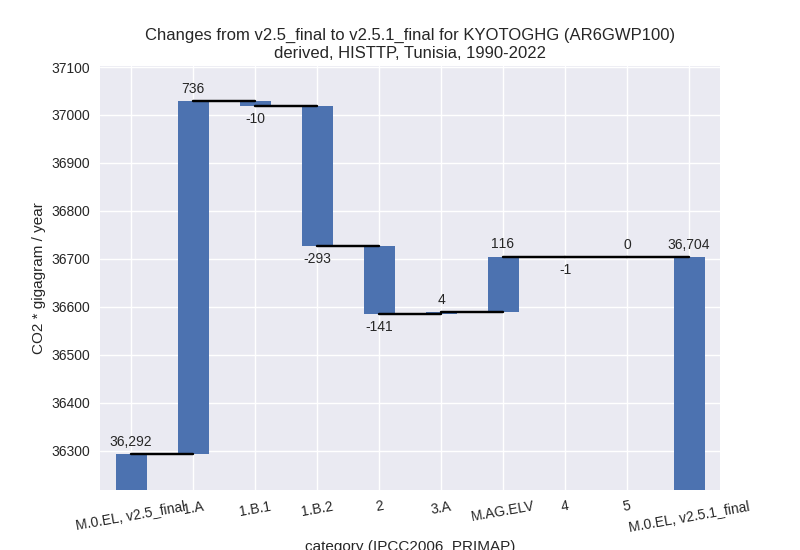 Changes from v2.5_final to v2.5.1_final for KYOTOGHG (AR6GWP100)
derived, HISTTP, Tunisia, 1990-2022
CO2 * gigagram / year
37100
37000
36900
36800
36700
36600
36500
36400
36300
36,292
736
-10
-293
-141
4
116
-1
0
36,704
M.0.EL, v2.5_final
1.A
1.B.1
1.B.2
2
3.A
M.AG.ELV
4
5
M.0.EL, v2.5.1_final
category (IPCC2006_PRIMAP)